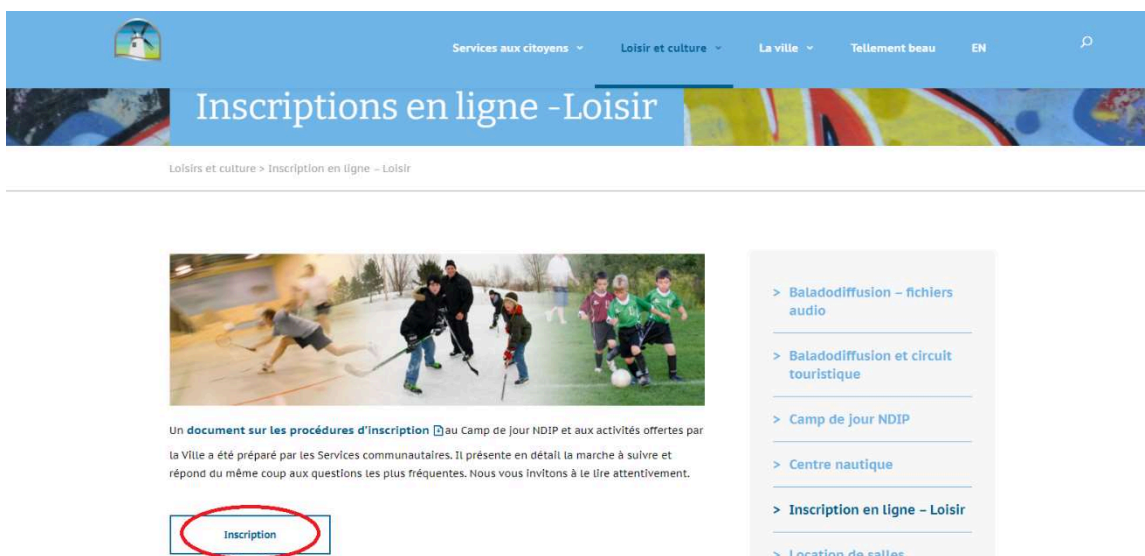 Services aux citoyens
Loisir et culture
La ville
Tellement beau
EN
Inscriptions en ligne -Loisir
Loisirs et culture > Inscription en ligne – Loisir
Un document sur les procédures d'inscription au Camp de jour NDIP et aux activités offertes par
la Ville a été préparé par les Services communautaires. Il présente en détail la marche à suivre et
répond du même coup aux questions les plus fréquentes. Nous vous invitons à le lire attentivement.
Inscription
> Baladodiffusion – fichiers
audio
> Baladodiffusion et circuit
touristique
> Camp de jour NDIP
> Centre nautique
> Inscription en ligne – Loisir
> Location de salles